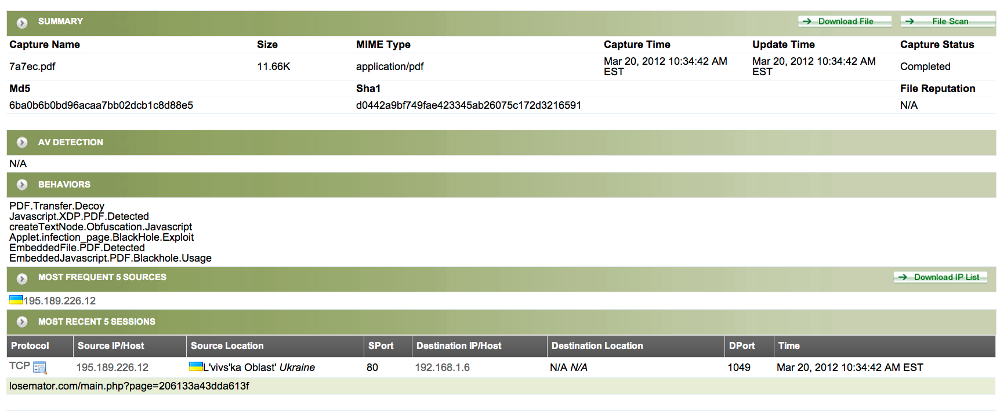 SUMMARY Download File File Scan
Capture Name Size MIME Type Capture Time Update Time Capture Status
7a7ec.pdf 11.66K application/pdf Mar 20, 2012 10:34:42 AM EST Mar 20, 2012 10:34:42 AM EST Completed
Md5 Sha1 File Reputation
6ba0b6b0bd96acaa7bb02dcb1c8d88e5 d0442a9bf749fae423345ab26075c172d3216591 N/A
AV DETECTION
N/A
BEHAVIORS
PDF.Transfer.Decoy
Javascript.XDP.PDF.Detected
createTextNode.Obfuscation.Javascript
Applet.infection_page.BlackHole.Exploit
EmbeddedFile.PDF.Detected
EmbeddedJavascript.PDF.Blackhole.Usage
MOST FREQUENT 5 SOURCES Download IP List
195.189.226.12
MOST RECENT 5 SESSIONS
Protocol Source IP/Host Source Location SPort Destination IP/Host Destination Location DPort Time
TCP 195.189.226.12 L'vivs'ka Oblast' Ukraine 80 192.168.1.6 N/A N/A 1049 Mar 20, 2012 10:34:42 AM EST
losemator.com/main.php?page=206133a43dda613f